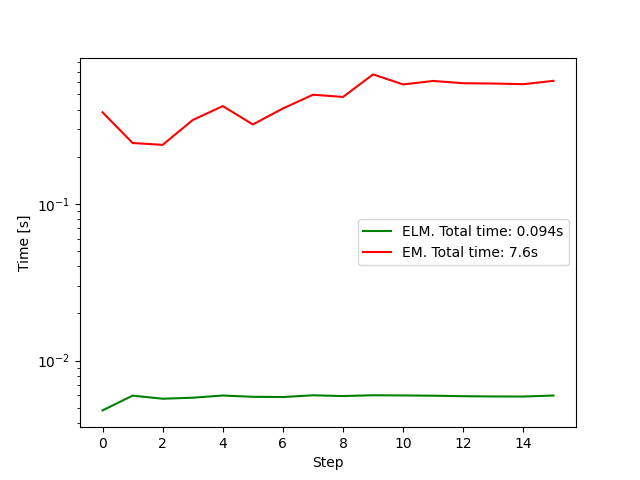 10⁻¹
10⁻²
Time [s]
ELM. Total time: 0.094s
EM. Total time: 7.6s
0 2 4 6 8 10 12 14
Step